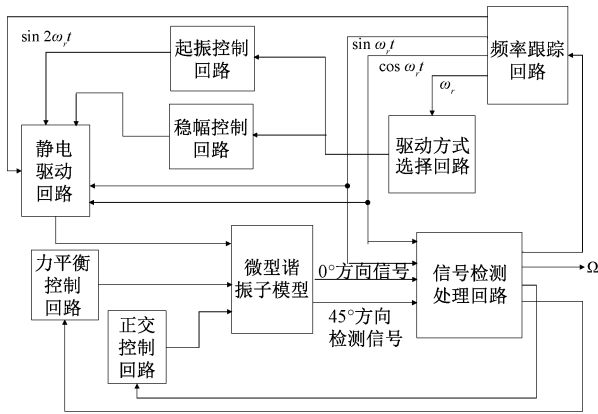 sin 2ωᵣt
起振控制
回路
sin ωᵣt
cos ωᵣt
ωᵣ
频率跟踪
回路
稳幅控制
回路
驱动方式
选择回路
静电
驱动
回路
力平衡
控制
回路
正交
控制
回路
微型谐
振子模型
0°方向信号
45°方向
检测信号
信号检测
处理回路
Ω